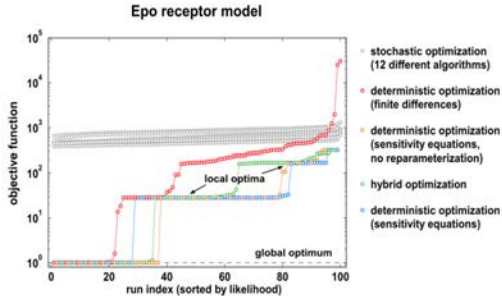 Epo receptor model
objective function
10^5
10^4
10^3
10^2
10^1
10^0
0
20
40
60
80
100
run index (sorted by likelihood)
local optima
global optimum
stochastic optimization
(12 different algorithms)
deterministic optimization
(finite differences)
deterministic optimization
(sensitivity equations,
no reparameterization)
hybrid optimization
deterministic optimization
(sensitivity equations)